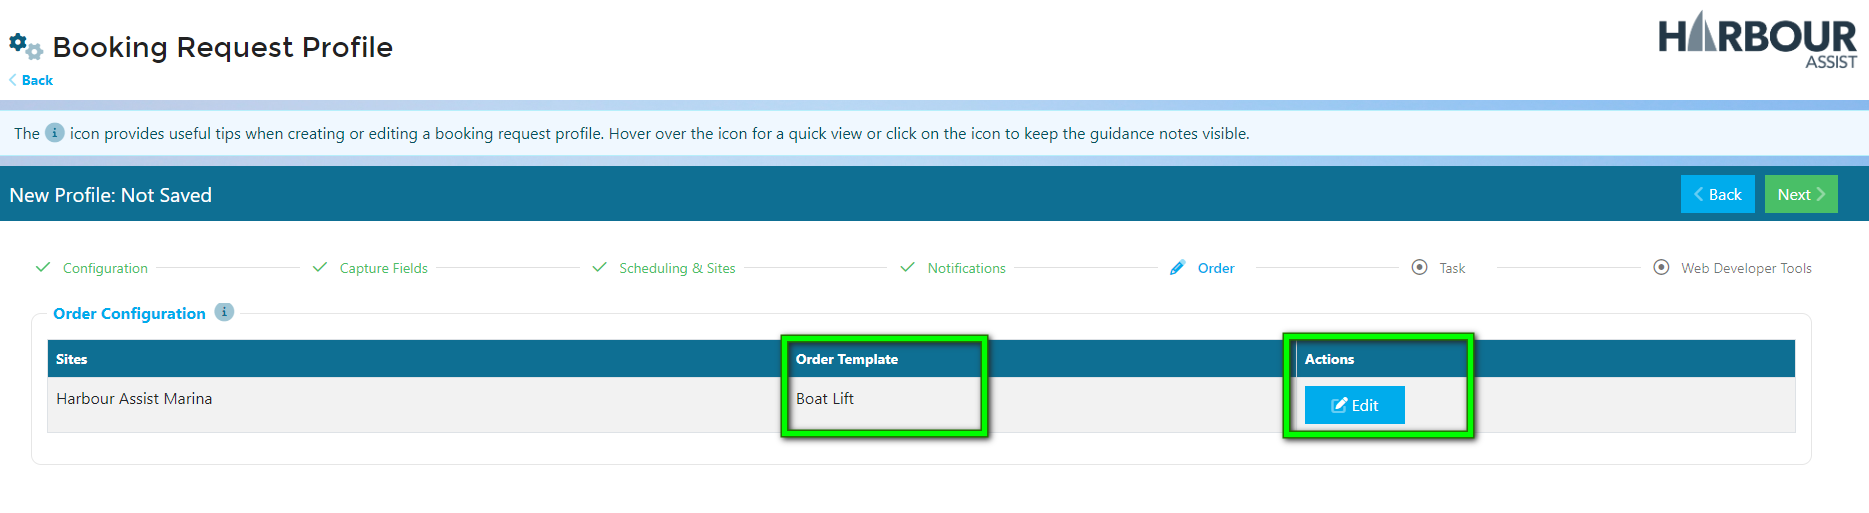 Booking Request Profile
HARBOUR
ASSIST
Back
The i icon provides useful tips when creating or editing a booking request profile. Hover over the icon for a quick view or click on the icon to keep the guidance notes visible.
New Profile: Not Saved
Back
Next
Configuration
Capture Fields
Scheduling & Sites
Notifications
Order
Task
Web Developer Tools
Order Configuration i
Sites
Order Template
Actions
Harbour Assist Marina
Boat Lift
Edit